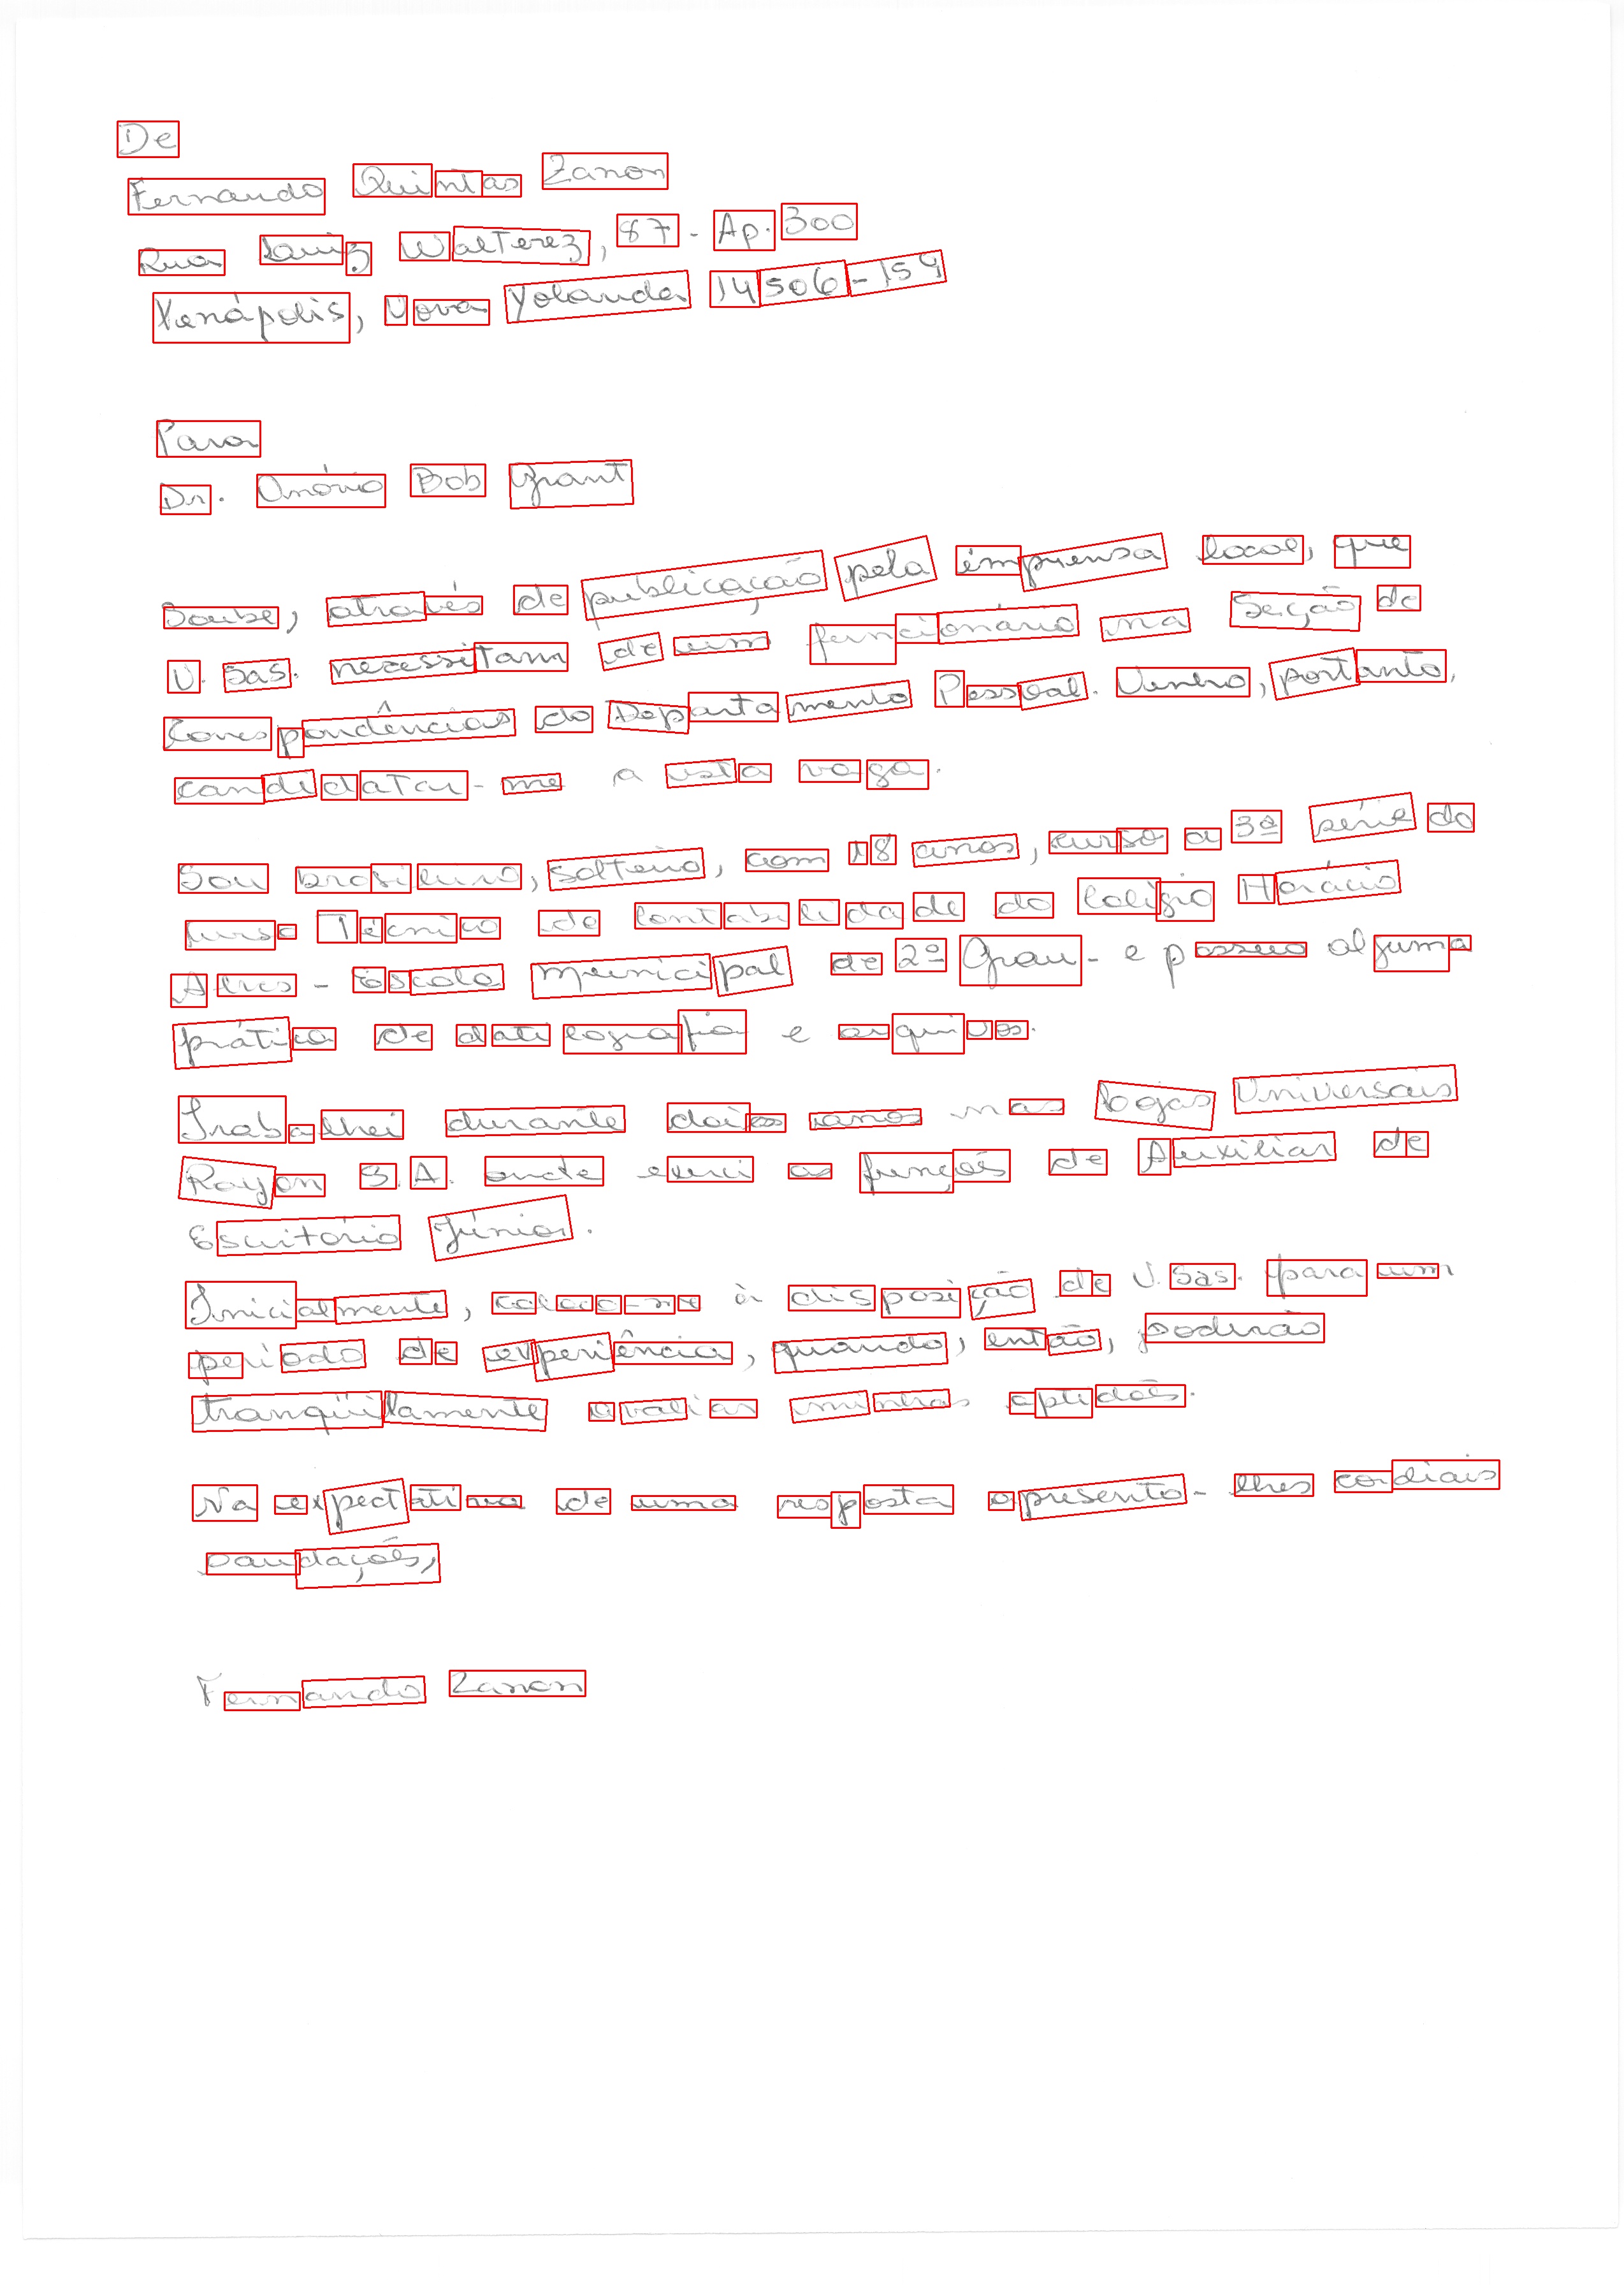 De
Fernando Quintas Zanon
Rua Luiz Walterez, 87 - Ap. 300
Xenápolis, Nova Yolanda 14506-159
Para
Dr. Onório Bob Grant
Soube, através de publicação pela imprensa local, que
V. Sas. necessitam de um funcionário na Seção de
Correspondências do Departamento Pessoal. Venho, portanto,
candidatar-me a esta vaga.
Sou brasileiro, solteiro, com 18 anos, curso a 3ª série do
curso Técnico de Contabilidade do Colégio Horácio
Alves - Escola Municipal de 2º Grau - e possuo alguma
prática de datilografia e arquivos.
Trabalhei durante dois anos nas Lojas Universais
Rayon S.A. onde exerci as funções de Auxiliar de
Escritório Júnior.
Inicialmente, coloco-me à disposição de V. Sas. para um
período de experiência, quando, então, poderão
tranqüilamente avaliar minhas aptidões.
Na expectativa de uma resposta apresento-lhes cordiais
saudações,
Fernando Zanon